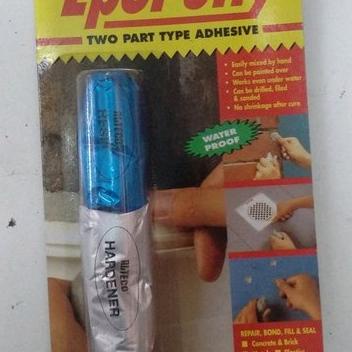 TWO PART TYPE ADHESIVE
• Easily mixed by hand
• Can be painted over
• Works even under water
• Can be drilled, filed
& sanded
• No shrinkage after cure
WATER
PROOF
RESIN
HARDENER
REPAIR, BOND, FILL & SEAL
■ Concrete & Brick